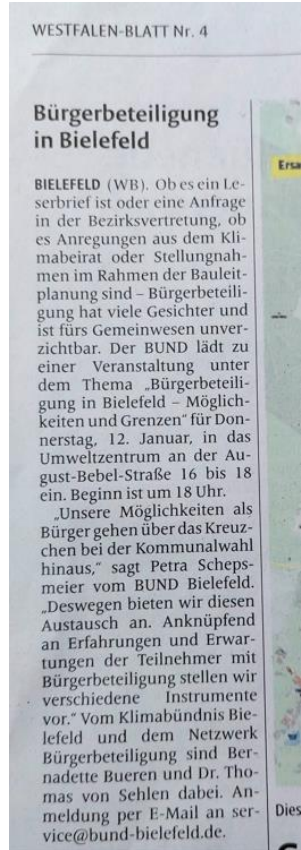 WESTFALEN-BLATT Nr. 4
Bürgerbeteiligung
in Bielefeld
BIELEFELD (WB). Ob es ein Le-
serbrief ist oder eine Anfrage
in der Bezirksvertretung, ob
es Anregungen aus dem Kli-
mabeirat oder Stellungnah-
men im Rahmen der Bauleit-
planung sind – Bürgerbeteili-
gung hat viele Gesichter und
ist fürs Gemeinwesen unver-
zichtbar. Der BUND lädt zu
einer Veranstaltung unter
dem Thema „Bürgerbeteili-
gung in Bielefeld – Möglich-
keiten und Grenzen“ für Don-
nerstag, 12. Januar, in das
Umweltzentrum an der Au-
gust-Bebel-Straße 16 bis 18
ein. Beginn ist um 18 Uhr.
„Unsere Möglichkeiten als
Bürger gehen über das Kreuz-
chen bei der Kommunalwahl
hinaus,“ sagt Petra Scheps-
meier vom BUND Bielefeld.
„Deswegen bieten wir diesen
Austausch an. Anknüpfend
an Erfahrungen und Erwar-
tungen der Teilnehmer mit
Bürgerbeteiligung stellen wir
verschiedene Instrumente
vor.“ Vom Klimabündnis Bie-
lefeld und dem Netzwerk
Bürgerbeteiligung sind Ber-
nadette Bueren und Dr. Tho-
mas von Sehlen dabei. An-
meldung per E-Mail an ser-
vice@bund-bielefeld.de.
Ersa
Dies